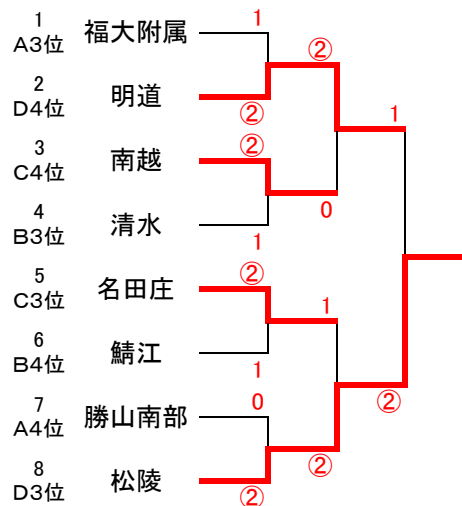 1
A3位 福大附属 1
2
D4位 明道 ②
②
3
C4位 南越 ②
4
B3位 清水 1
0
1
5
C3位 名田庄 ②
6
B4位 鯖江 1
1
7
A4位 勝山南部 0
8
D3位 松陵 ②
②
②